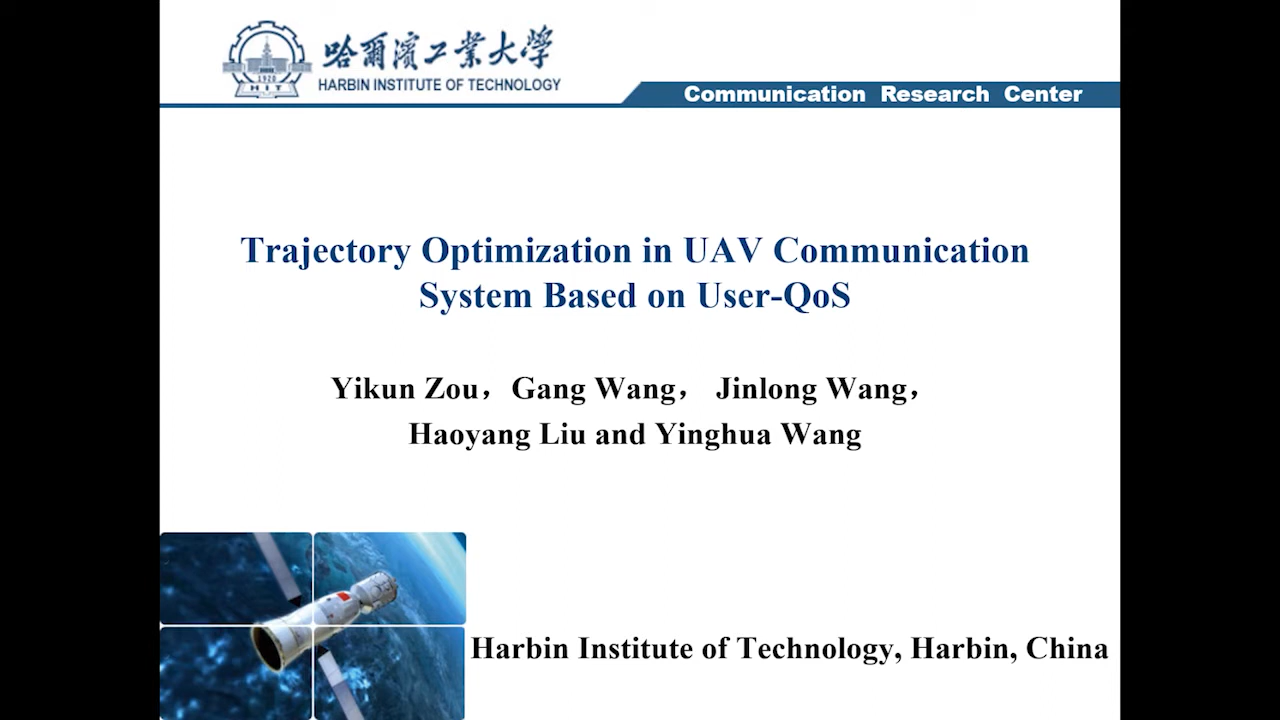 哈爾濱工業大學
1920
HIT
HARBIN INSTITUTE OF TECHNOLOGY
Communication Research Center
Trajectory Optimization in UAV Communication
System Based on User-QoS
Yikun Zou，Gang Wang， Jinlong Wang，
Haoyang Liu and Yinghua Wang
Harbin Institute of Technology, Harbin, China